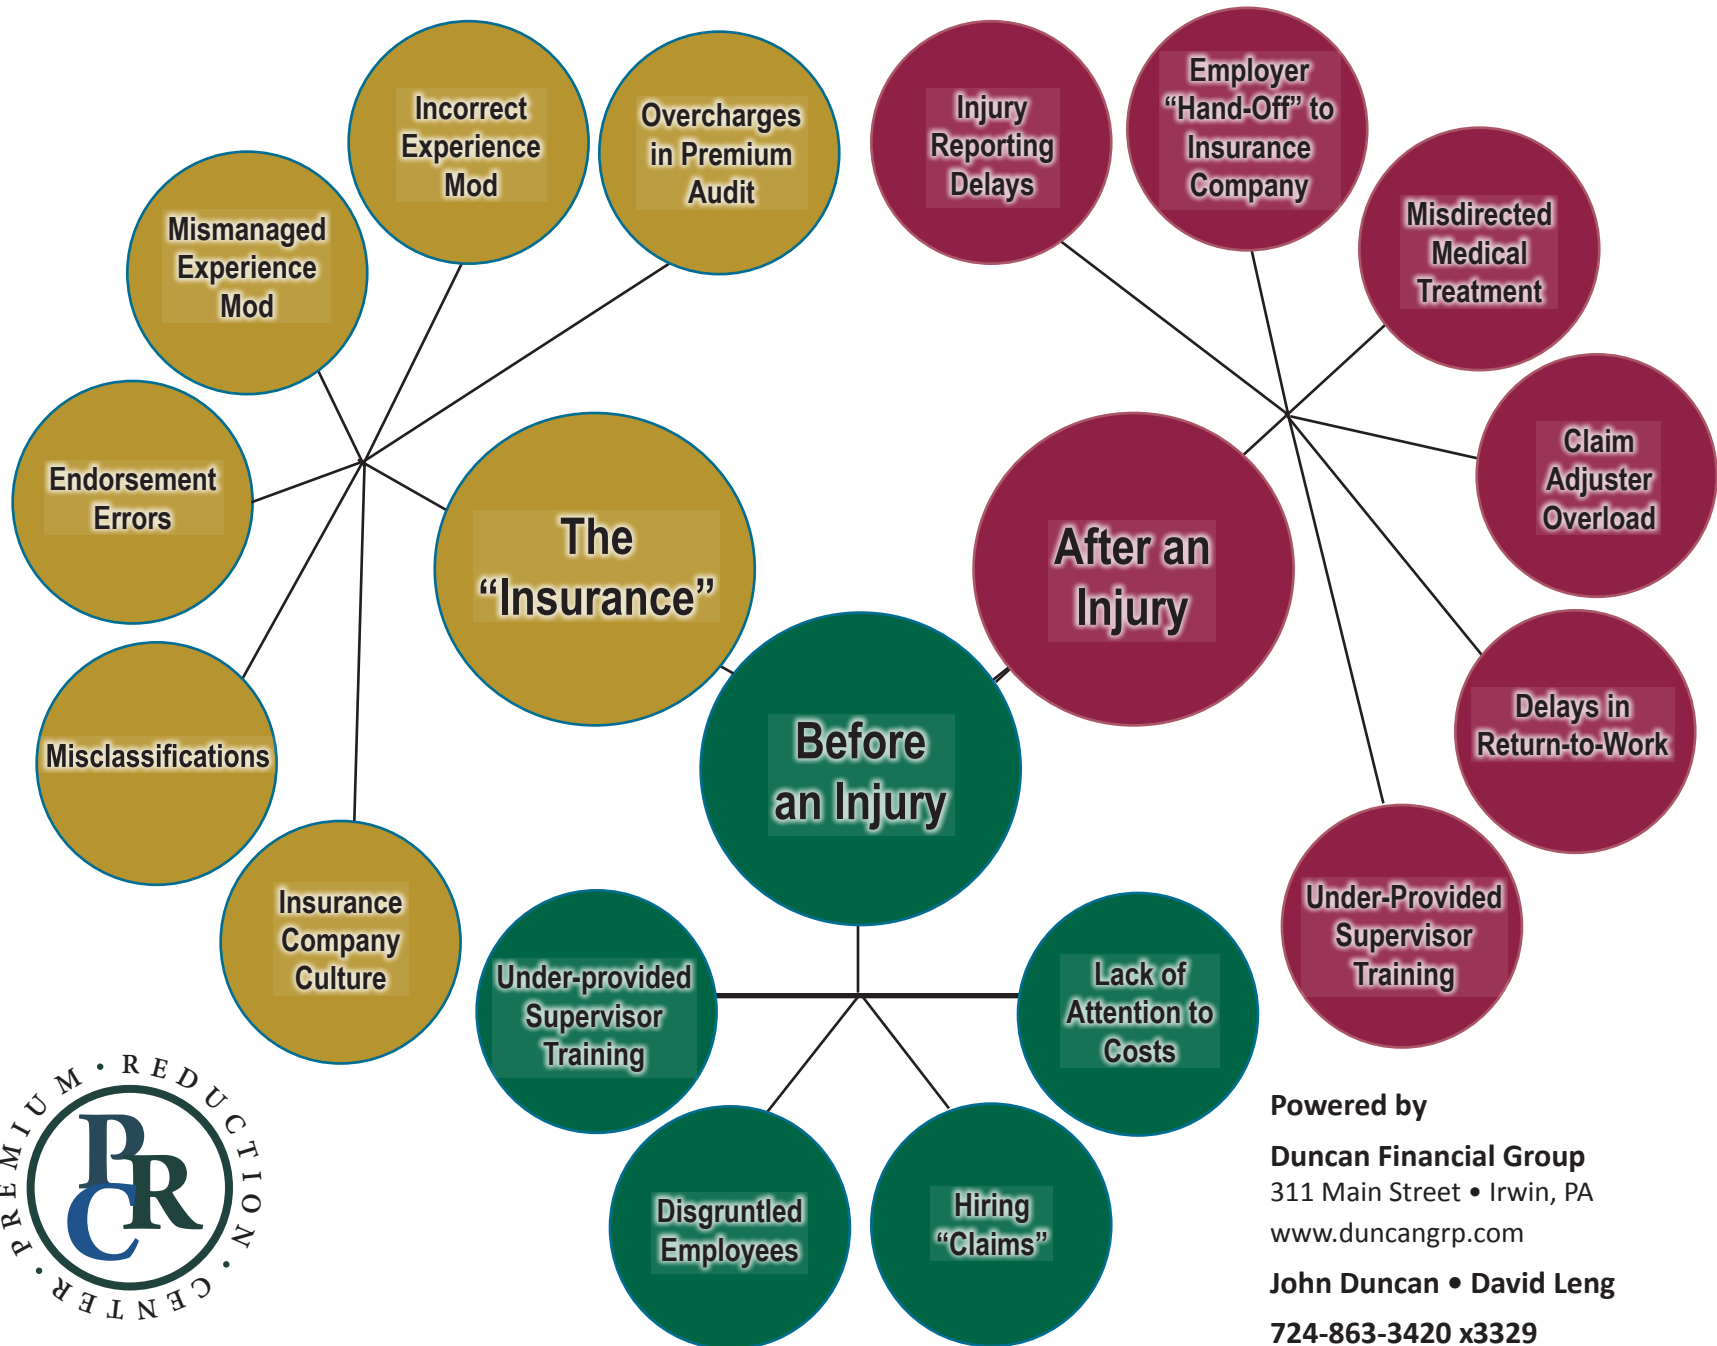 Incorrect
Experience
Mod
Overcharges
in Premium
Audit
Mismanaged
Experience
Mod
Endorsement
Errors
Misclassifications
Insurance
Company
Culture
The
“Insurance”
Injury
Reporting
Delays
Employer
“Hand-Off” to
Insurance
Company
Misdirected
Medical
Treatment
Claim
Adjuster
Overload
Delays in
Return-to-Work
Under-Provided
Supervisor
Training
After an
Injury
Before
an Injury
Under-provided
Supervisor
Training
Disgruntled
Employees
Hiring
“Claims”
Lack of
Attention to
Costs
PREMIUM • REDUCTION • CENTER •
PRC
Powered by
Duncan Financial Group
311 Main Street • Irwin, PA
www.duncangrp.com
John Duncan • David Leng
724-863-3420 x3329